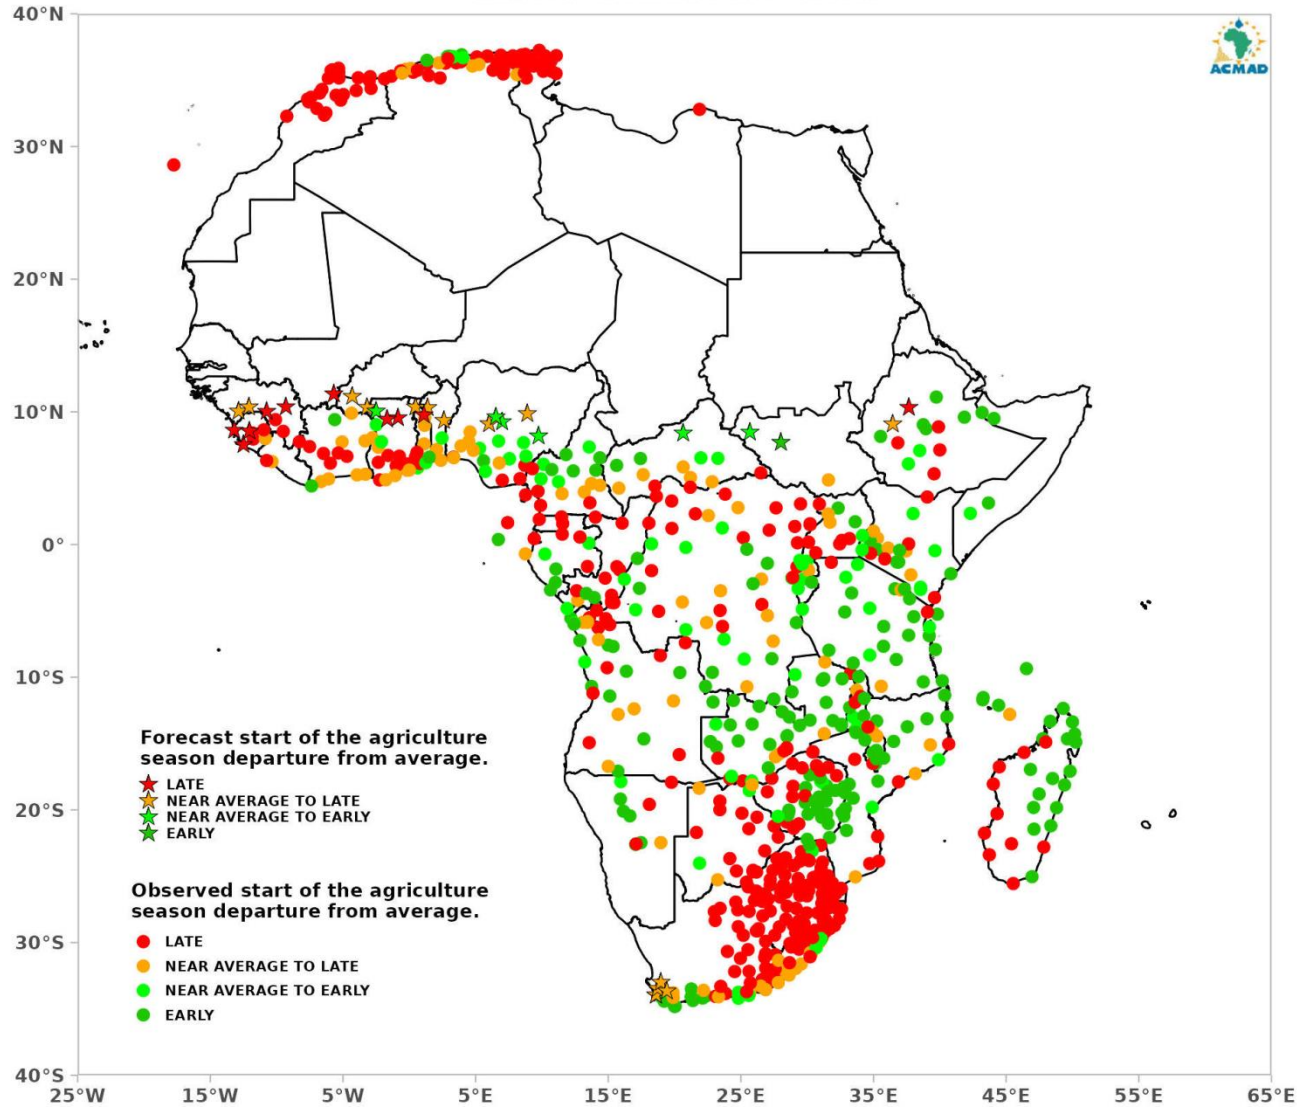 40°N
ACMAD
30°N
20°N
10°N
0°
10°S
Forecast start of the agriculture
season departure from average.
LATE
NEAR AVERAGE TO LATE
NEAR AVERAGE TO EARLY
EARLY
20°S
Observed start of the agriculture
season departure from average.
LATE
30°S
NEAR AVERAGE TO LATE
NEAR AVERAGE TO EARLY
EARLY
40°S
25°W 15°W 5°W 5°E 15°E 25°E 35°E 45°E 55°E 65°E